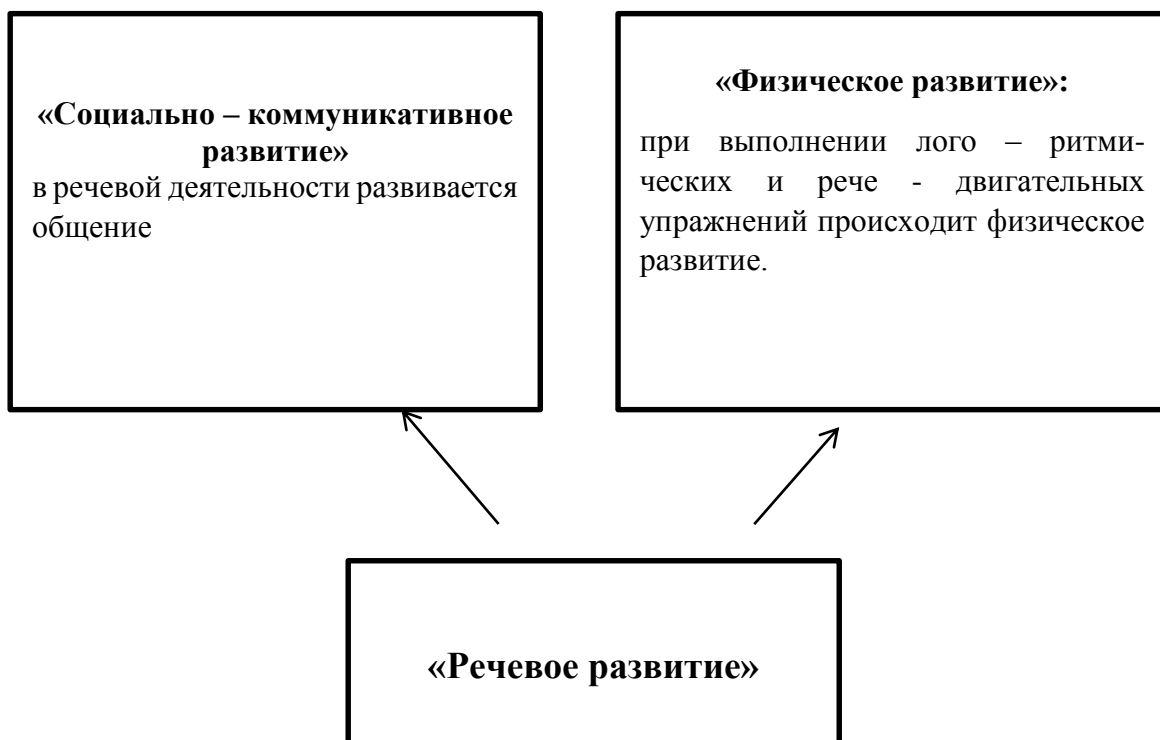 «Социально – коммуникативное
развитие»
в речевой деятельности развивается
общение
«Физическое развитие»:
при выполнении лого – ритми-
ческих и рече - двигательных
упражнений происходит физическое
развитие.
«Речевое развитие»